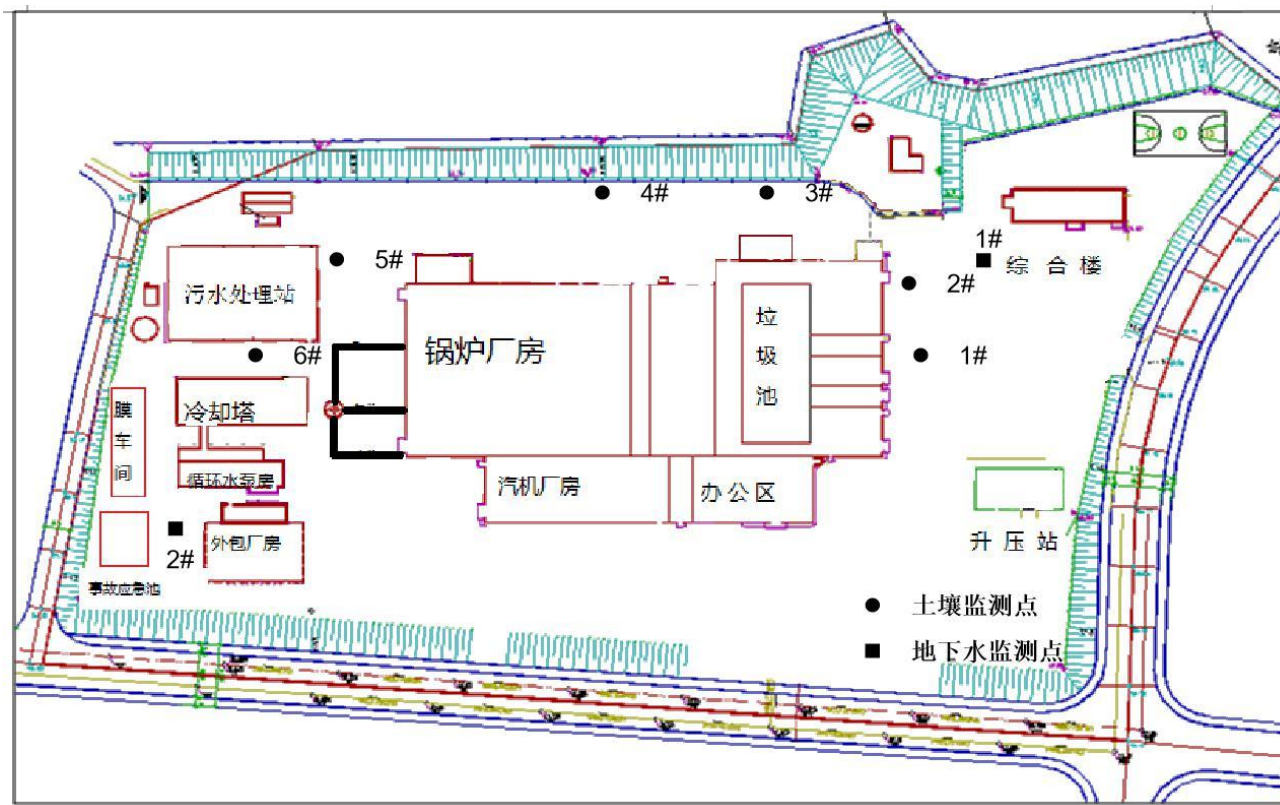 4#
3#
1#
综合楼
5#
2#
污水处理站
垃
圾
池
锅炉厂房
6#
1#
冷却塔
膜
车
间
循环水泵房
汽机厂房
办公区
外包厂房
2#
升压站
事故应急池
土壤监测点
地下水监测点